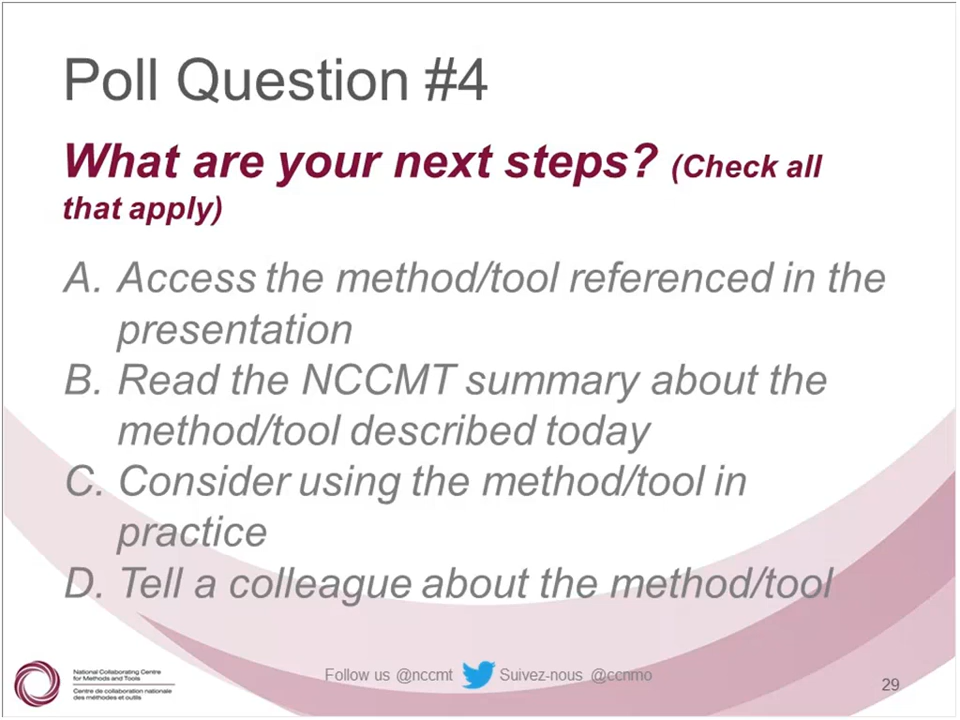 Poll Question #4
What are your next steps? (Check all
that apply)
A. Access the method/tool referenced in the
presentation
B. Read the NCCMT summary about the
method/tool described today
C. Consider using the method/tool in
practice
D. Tell a colleague about the method/tool
National Collaborating Centre
for Methods and Tools
Centre de collaboration nationale
des méthodes et outils
Follow us @nccmt Suivez-nous @ccnmo
29